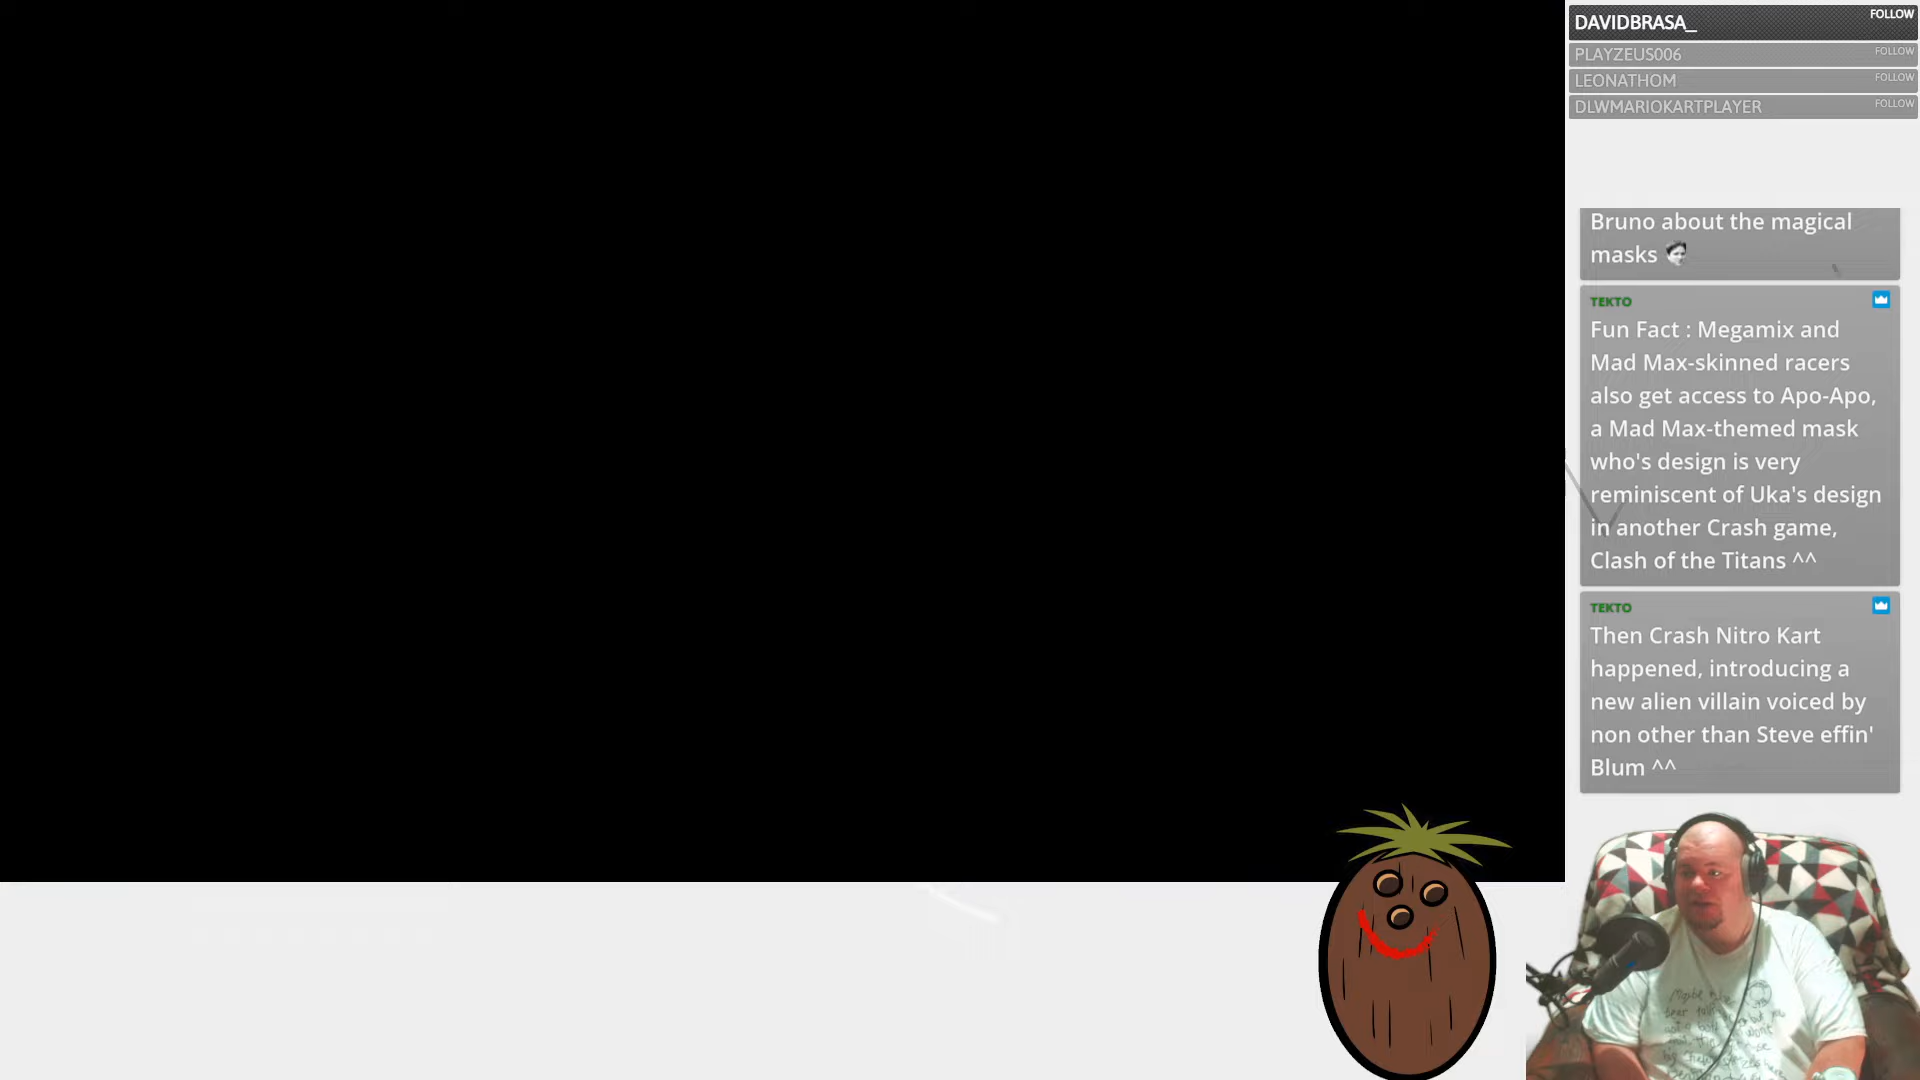 DAVIDBRASA_ FOLLOW
PLAYZEUS006 FOLLOW
LEONATHOM FOLLOW
DLWMARIOKARTPLAYER FOLLOW
Bruno about the magical
masks
TEKTO
Fun Fact : Megamix and
Mad Max-skinned racers
also get access to Apo-Apo,
a Mad Max-themed mask
who's design is very
reminiscent of Uka's design
in another Crash game,
Clash of the Titans ^^
TEKTO
Then Crash Nitro Kart
happened, introducing a
new alien villain voiced by
non other than Steve effin'
Blum ^^
Maybe